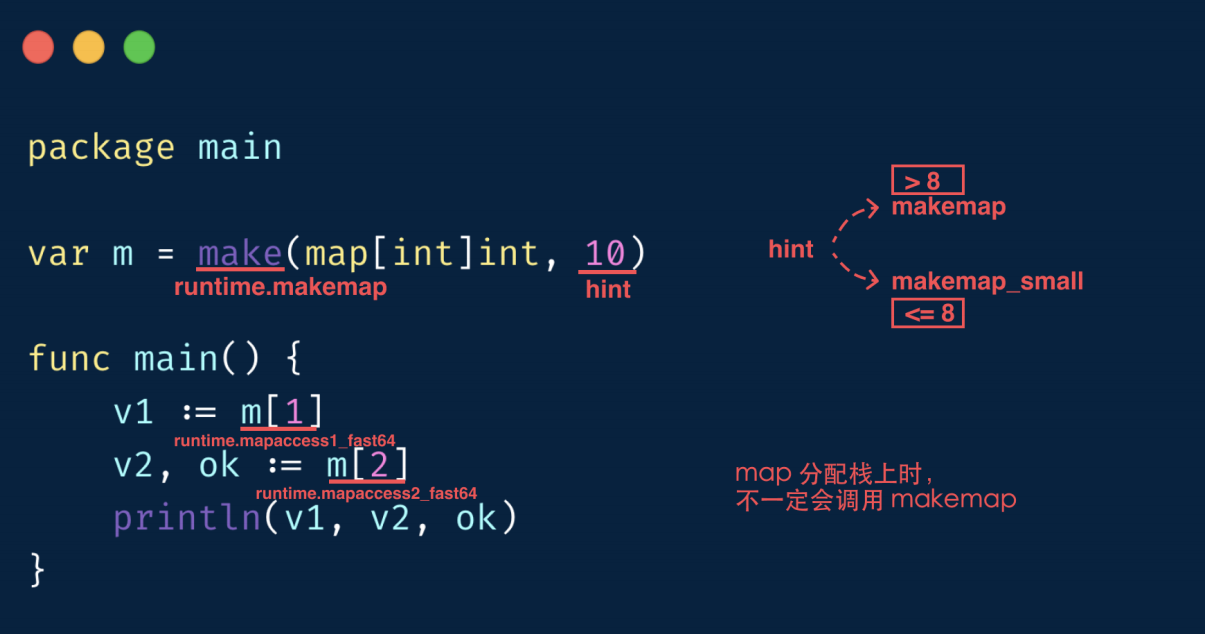 package main
var m = make(map[int]int, 10)
runtime.makemap
hint
func main() {
v1 := m[1]
runtime.mapaccess1_fast64
v2, ok := m[2]
runtime.mapaccess2_fast64
println(v1, v2, ok)
}
> 8
makemap
hint
makemap_small
<= 8
map 分配栈上时，
不一定会调用 makemap